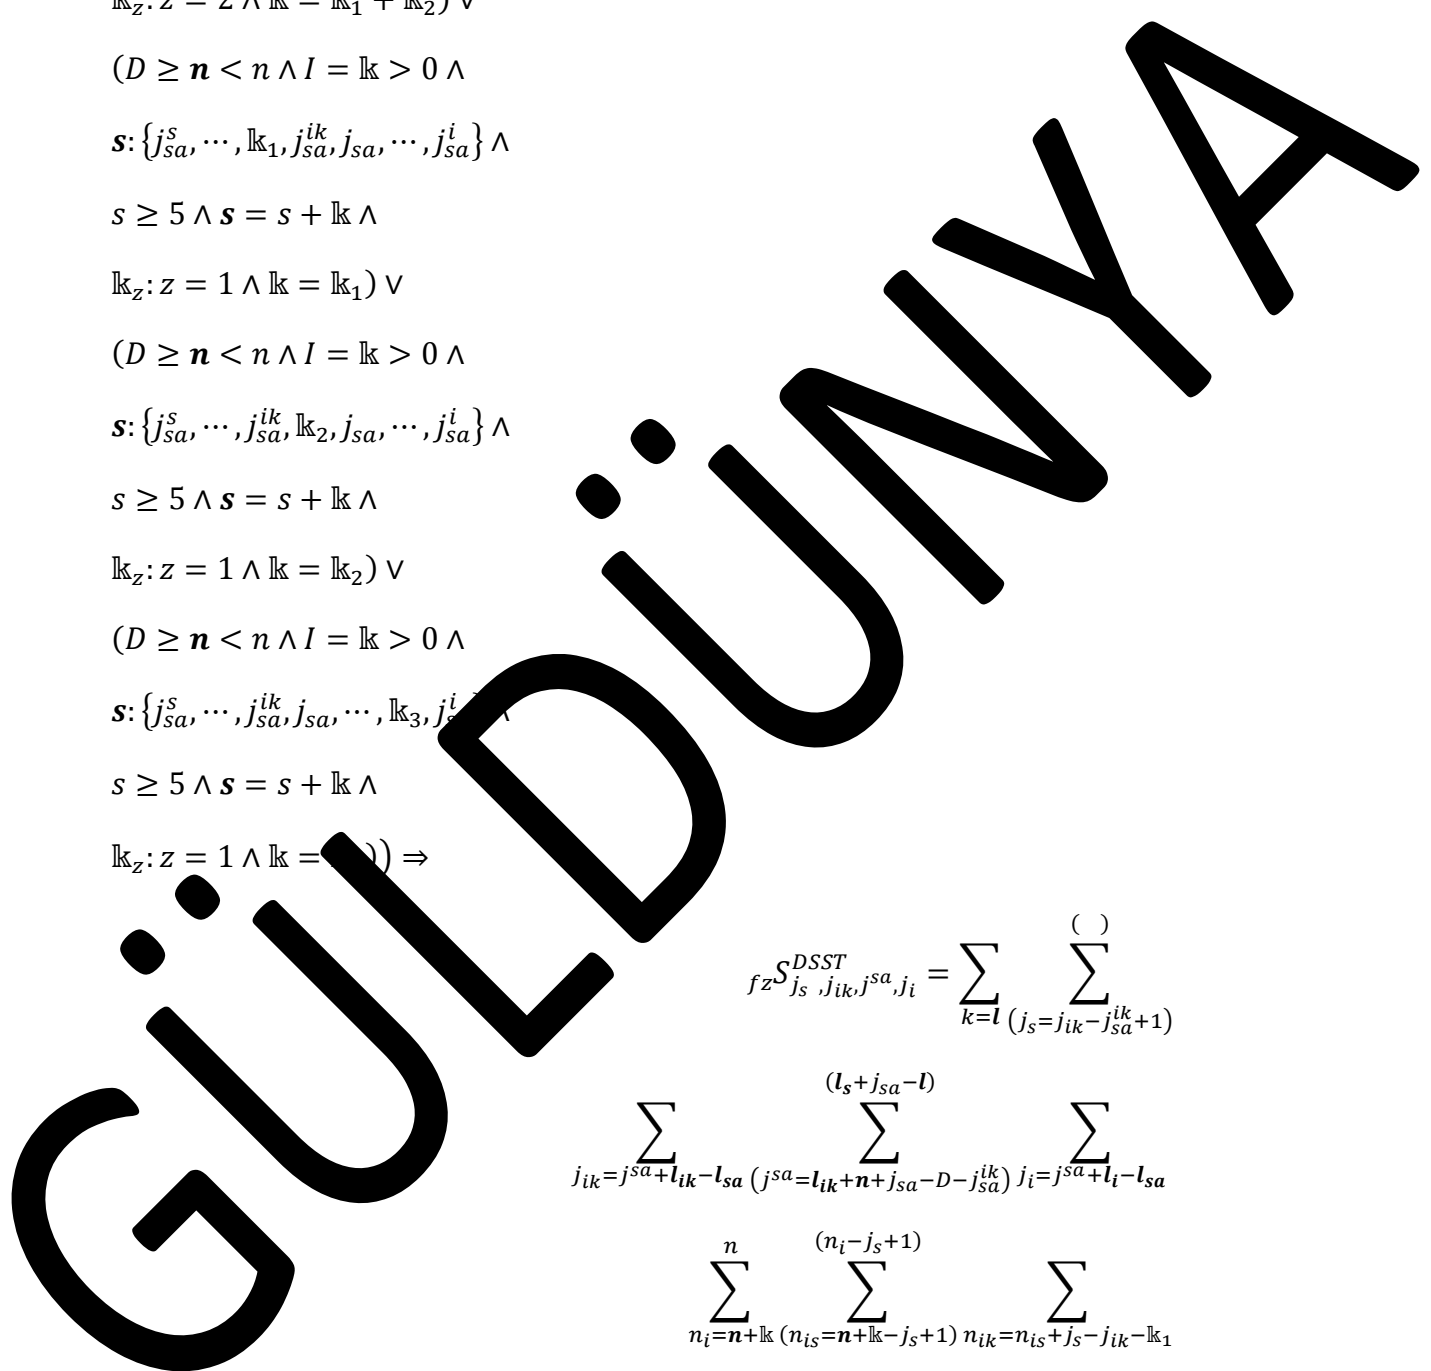 𝕜_z: z = 2 ∧ 𝕜 = 𝕜_1 + 𝕜_2) ∨
(D ≥ 𝒏 < n ∧ I = 𝕜 > 0 ∧
𝒔: {j_{sa}^{s}, ⋯, 𝕜_1, j_{sa}^{ik}, j_{sa}, ⋯, j_{sa}^{i}} ∧
s ≥ 5 ∧ 𝒔 = s + 𝕜 ∧
𝕜_z: z = 1 ∧ 𝕜 = 𝕜_1) ∨
(D ≥ 𝒏 < n ∧ I = 𝕜 > 0 ∧
𝒔: {j_{sa}^{s}, ⋯, j_{sa}^{ik}, 𝕜_2, j_{sa}, ⋯, j_{sa}^{i}} ∧
s ≥ 5 ∧ 𝒔 = s + 𝕜 ∧
𝕜_z: z = 1 ∧ 𝕜 = 𝕜_2) ∨
(D ≥ 𝒏 < n ∧ I = 𝕜 > 0 ∧
𝒔: {j_{sa}^{s}, ⋯, j_{sa}^{ik}, j_{sa}, ⋯, 𝕜_3, j^{i} ∧
s ≥ 5 ∧ 𝒔 = s + 𝕜 ∧
𝕜_z: z = 1 ∧ 𝕜 = )) ⇒
_{fz}S_{j_s, j_{ik}, j^{sa}, j_i}^{DSST} = ∑_{k=𝒍} ∑_{(j_s=j_{ik}−j_{sa}^{ik}+1)}^{( )}
∑_{j_{ik}=j^{sa}+𝒍_{ik}−𝒍_{sa}} ∑_{(j^{sa}=𝒍_{ik}+𝒏+j_{sa}−D−j_{sa}^{ik})}^{(𝒍_s+j_{sa}−𝒍)} ∑_{j_i=j^{sa}+𝒍_i−𝒍_{sa}}
∑_{n_i=𝒏+𝕜}^{n} ∑_{(n_{is}=𝒏+𝕜−j_s+1)}^{(n_i−j_s+1)} ∑_{n_{ik}=n_{is}+j_s−j_{ik}−𝕜_1}
GÜLDÜNYA